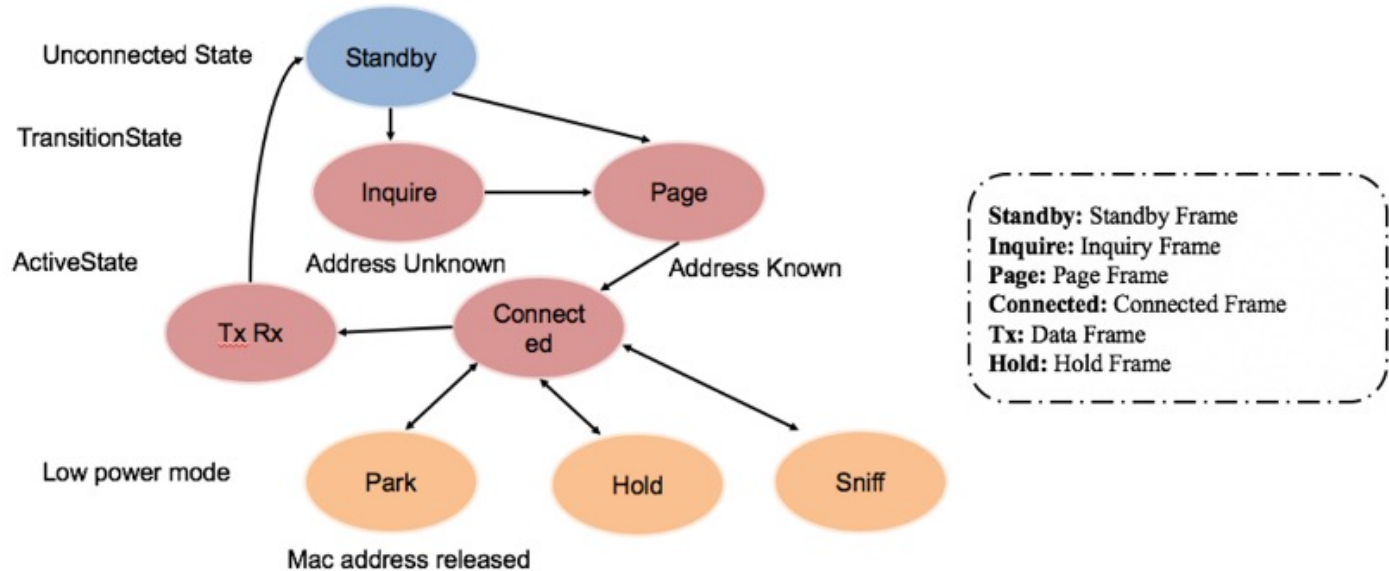 Unconnected State
Standby
TransitionState
Inquire
Page
ActiveState
Address Unknown
Address Known
Tx Rx
Connect
ed
Low power mode
Park
Hold
Sniff
Mac address released
Standby: Standby Frame
Inquire: Inquiry Frame
Page: Page Frame
Connected: Connected Frame
Tx: Data Frame
Hold: Hold Frame